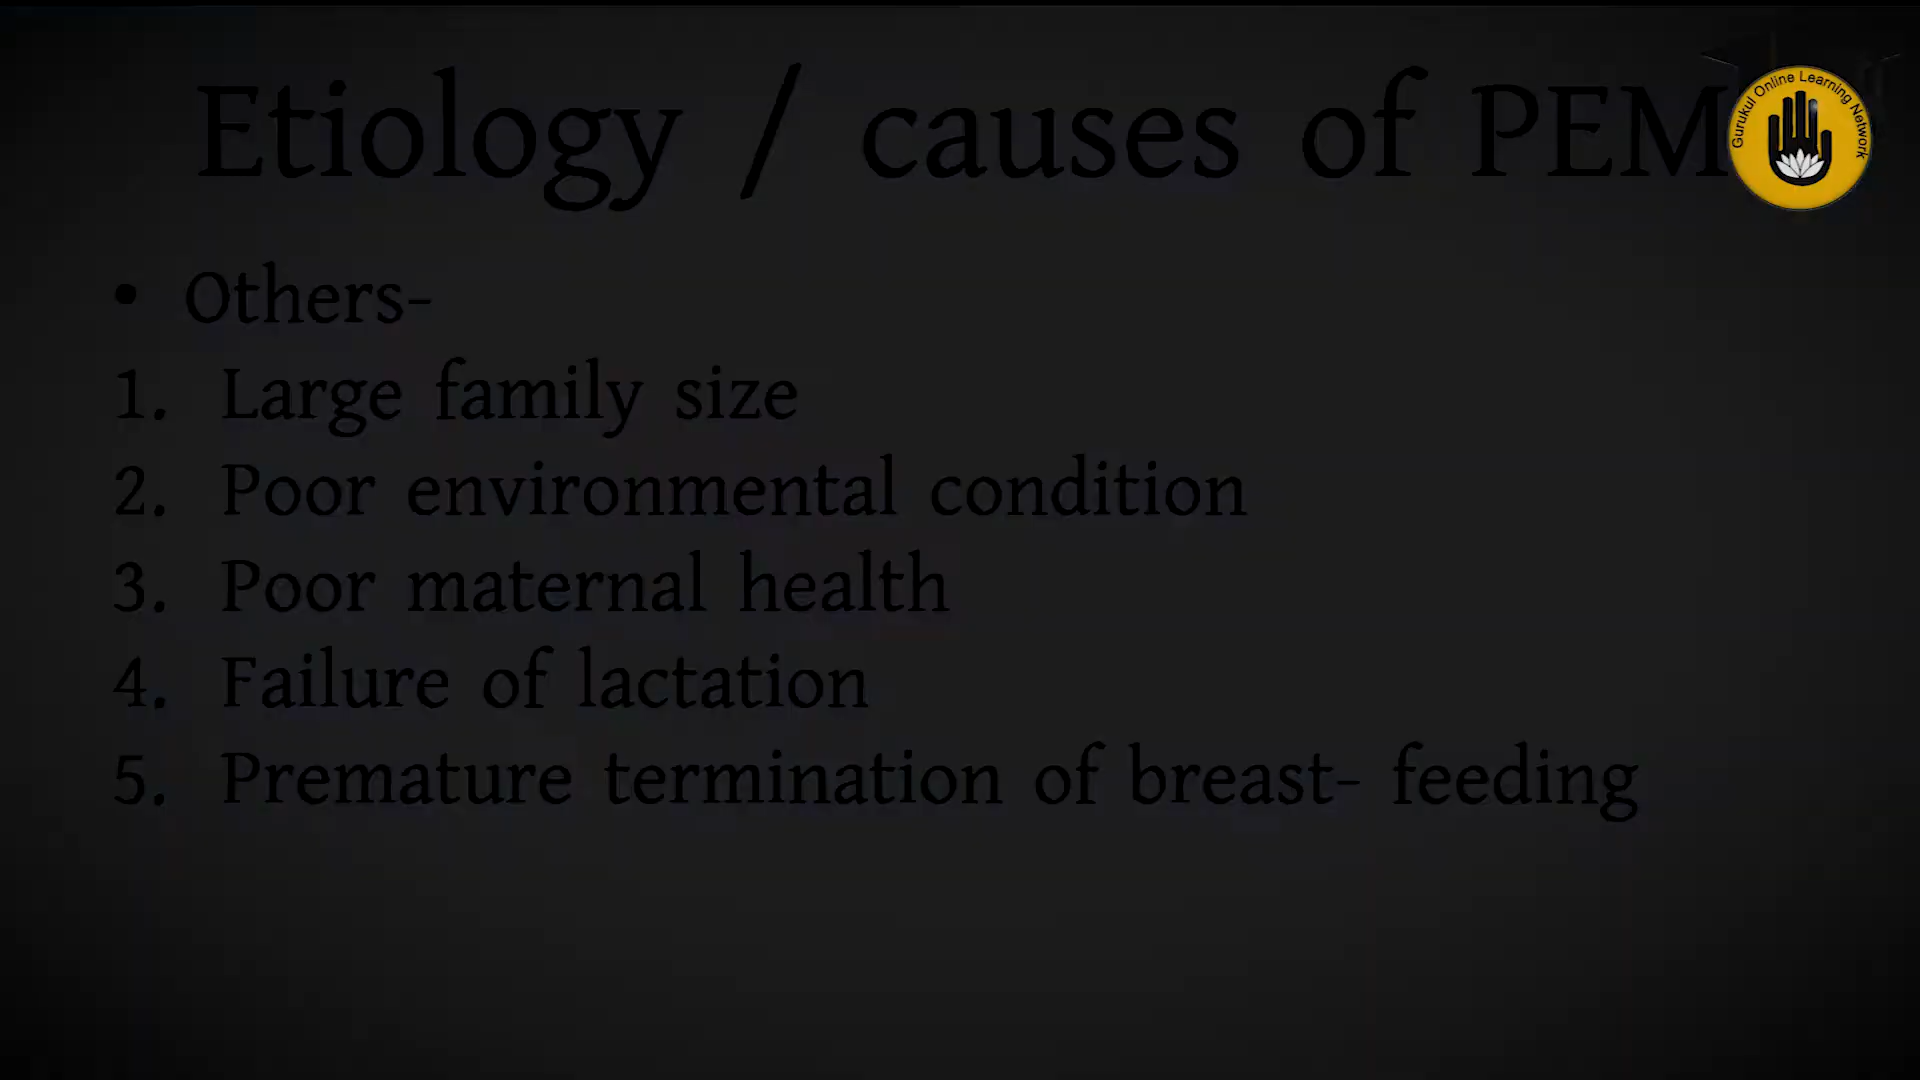 Etiology / causes of PEM
Gurukul Online Learning Network
• Others-
1. Large family size
2. Poor environmental condition
3. Poor maternal health
4. Failure of lactation
5. Premature termination of breast- feeding